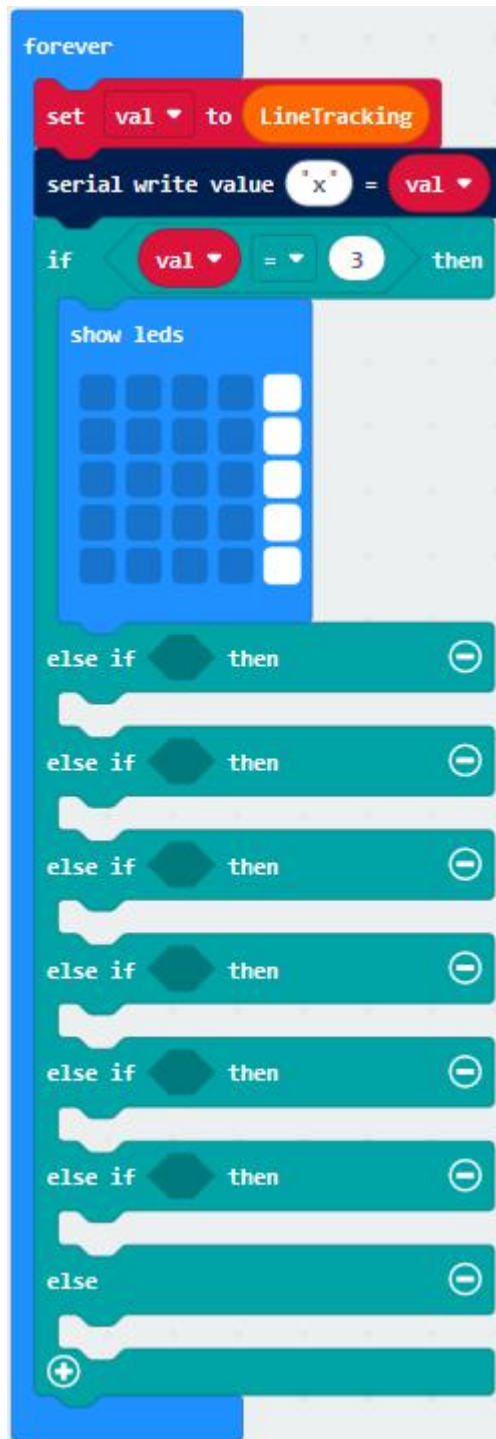 forever
set val to LineTracking
serial write value "x" = val
if val = 3 then
show leds
else if then
else if then
else if then
else if then
else if then
else if then
else